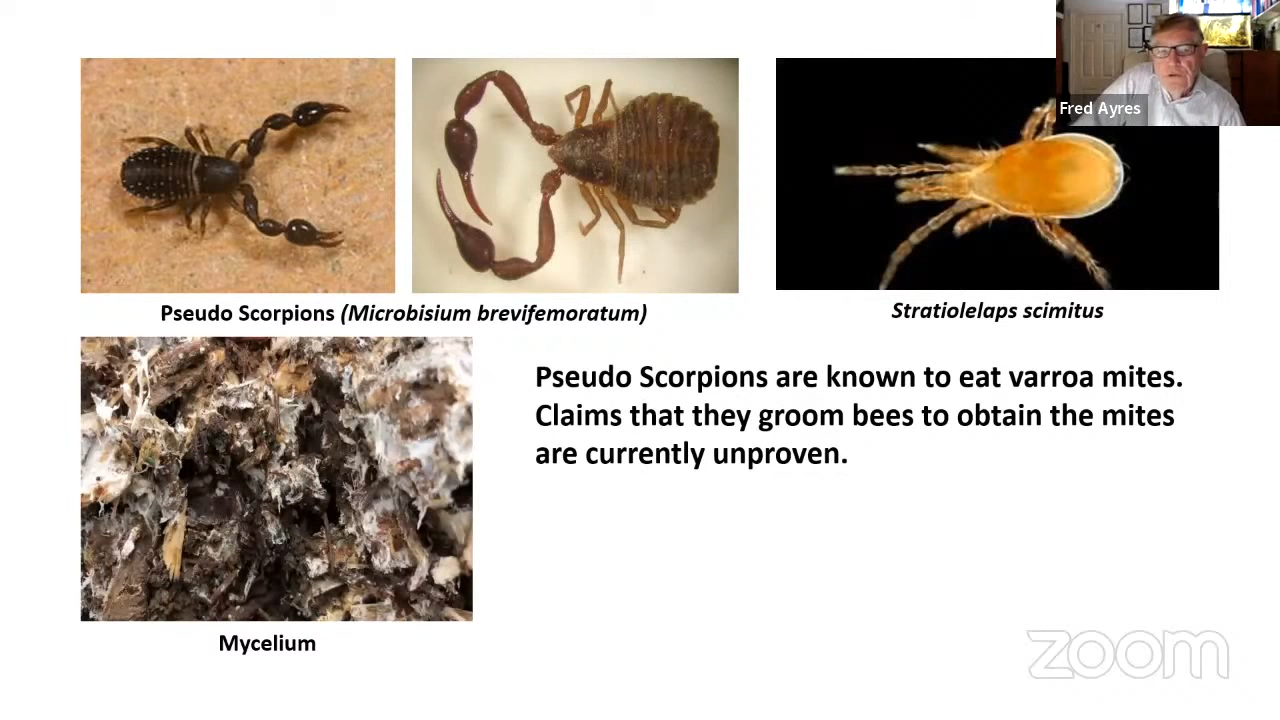 Fred Ayres
Pseudo Scorpions (Microbisium brevifemoratum)
Stratiolelaps scimitus
Pseudo Scorpions are known to eat varroa mites.
Claims that they groom bees to obtain the mites
are currently unproven.
Mycelium
zoom